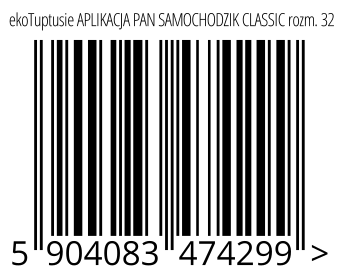 ekoTuptusie APLIKACJA PAN SAMOCHODZIK CLASSIC rozm. 32
5 904083 474299 >